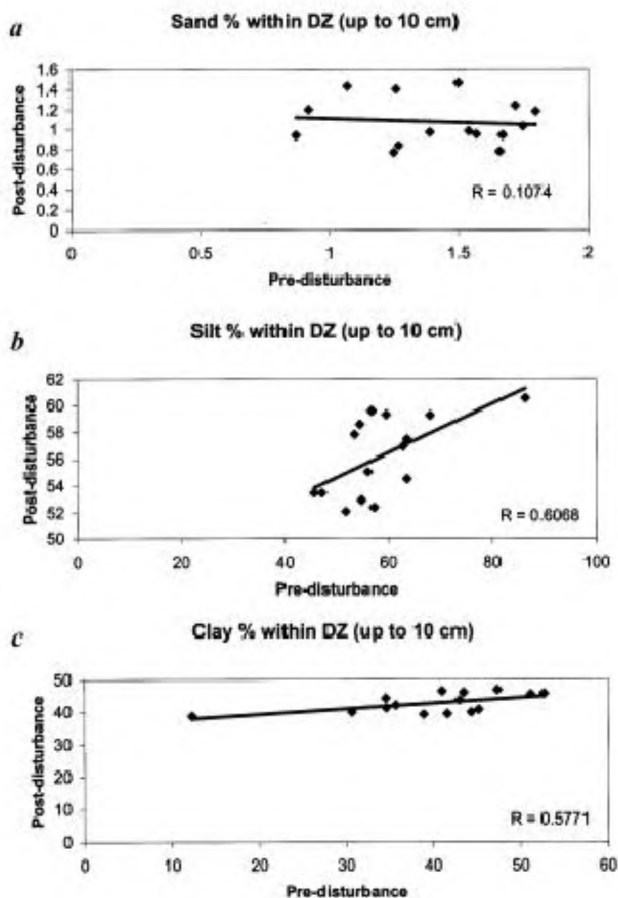 a
Sand % within DZ (up to 10 cm)
Post-disturbance
1.6
1.4
1.2
1
0.8
0.6
0.4
0.2
0
R = 0.1074
0 0.5 1 1.5 2
Pre-disturbance
b
Silt % within DZ (up to 10 cm)
Post-disturbance
62
60
58
56
54
52
50
R = 0.6068
0 20 40 60 80 100
Pre-disturbance
c
Clay % within DZ (up to 10 cm)
Post-disturbance
50
40
30
20
10
0
R = 0.5771
0 10 20 30 40 50 60
Pre-disturbance